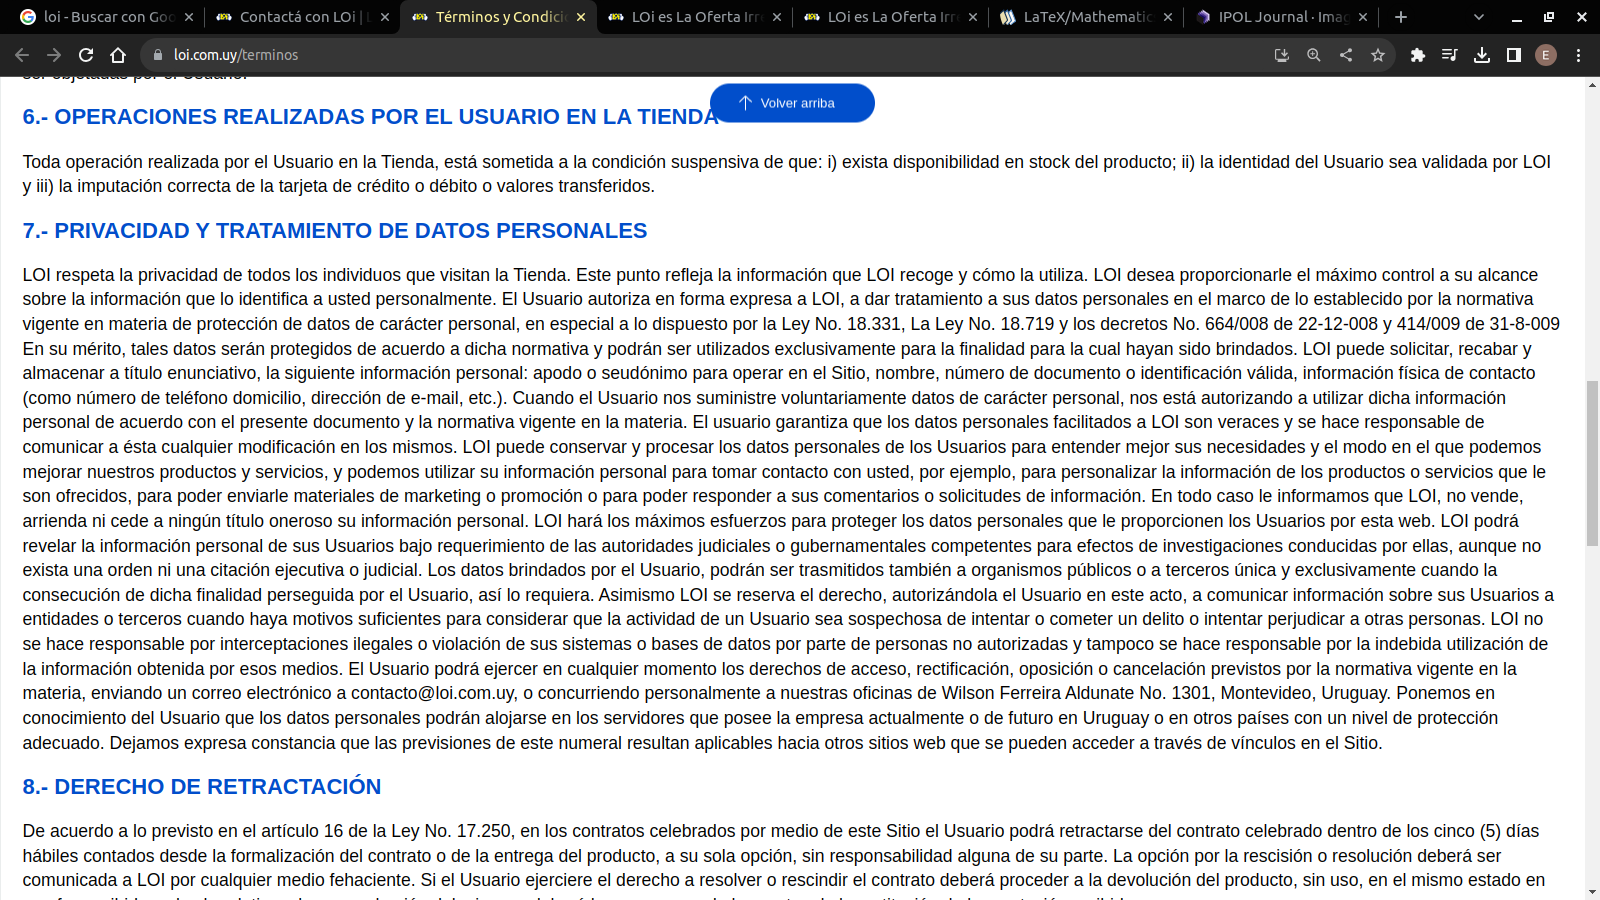 loi - Buscar con Goo
Contactá con LOi | L
Términos y Condici
LOi es La Oferta Irre
LOi es La Oferta Irre
LaTeX/Mathematic
IPOL Journal · Imag
loi.com.uy/terminos
E
ser objetadas por el Usuario.
Volver arriba
6.- OPERACIONES REALIZADAS POR EL USUARIO EN LA TIENDA
Toda operación realizada por el Usuario en la Tienda, está sometida a la condición suspensiva de que: i) exista disponibilidad en stock del producto; ii) la identidad del Usuario sea validada por LOI
y iii) la imputación correcta de la tarjeta de crédito o débito o valores transferidos.
7.- PRIVACIDAD Y TRATAMIENTO DE DATOS PERSONALES
LOI respeta la privacidad de todos los individuos que visitan la Tienda. Este punto refleja la información que LOI recoge y cómo la utiliza. LOI desea proporcionarle el máximo control a su alcance
sobre la información que lo identifica a usted personalmente. El Usuario autoriza en forma expresa a LOI, a dar tratamiento a sus datos personales en el marco de lo establecido por la normativa
vigente en materia de protección de datos de carácter personal, en especial a lo dispuesto por la Ley No. 18.331, La Ley No. 18.719 y los decretos No. 664/008 de 22-12-008 y 414/009 de 31-8-009
En su mérito, tales datos serán protegidos de acuerdo a dicha normativa y podrán ser utilizados exclusivamente para la finalidad para la cual hayan sido brindados. LOI puede solicitar, recabar y
almacenar a título enunciativo, la siguiente información personal: apodo o seudónimo para operar en el Sitio, nombre, número de documento o identificación válida, información física de contacto
(como número de teléfono domicilio, dirección de e-mail, etc.). Cuando el Usuario nos suministre voluntariamente datos de carácter personal, nos está autorizando a utilizar dicha información
personal de acuerdo con el presente documento y la normativa vigente en la materia. El usuario garantiza que los datos personales facilitados a LOI son veraces y se hace responsable de
comunicar a ésta cualquier modificación en los mismos. LOI puede conservar y procesar los datos personales de los Usuarios para entender mejor sus necesidades y el modo en el que podemos
mejorar nuestros productos y servicios, y podemos utilizar su información personal para tomar contacto con usted, por ejemplo, para personalizar la información de los productos o servicios que le
son ofrecidos, para poder enviarle materiales de marketing o promoción o para poder responder a sus comentarios o solicitudes de información. En todo caso le informamos que LOI, no vende,
arrienda ni cede a ningún título oneroso su información personal. LOI hará los máximos esfuerzos para proteger los datos personales que le proporcionen los Usuarios por esta web. LOI podrá
revelar la información personal de sus Usuarios bajo requerimiento de las autoridades judiciales o gubernamentales competentes para efectos de investigaciones conducidas por ellas, aunque no
exista una orden ni una citación ejecutiva o judicial. Los datos brindados por el Usuario, podrán ser trasmitidos también a organismos públicos o a terceros única y exclusivamente cuando la
consecución de dicha finalidad perseguida por el Usuario, así lo requiera. Asimismo LOI se reserva el derecho, autorizándola el Usuario en este acto, a comunicar información sobre sus Usuarios a
entidades o terceros cuando haya motivos suficientes para considerar que la actividad de un Usuario sea sospechosa de intentar o cometer un delito o intentar perjudicar a otras personas. LOI no
se hace responsable por interceptaciones ilegales o violación de sus sistemas o bases de datos por parte de personas no autorizadas y tampoco se hace responsable por la indebida utilización de
la información obtenida por esos medios. El Usuario podrá ejercer en cualquier momento los derechos de acceso, rectificación, oposición o cancelación previstos por la normativa vigente en la
materia, enviando un correo electrónico a contacto@loi.com.uy, o concurriendo personalmente a nuestras oficinas de Wilson Ferreira Aldunate No. 1301, Montevideo, Uruguay. Ponemos en
conocimiento del Usuario que los datos personales podrán alojarse en los servidores que posee la empresa actualmente o de futuro en Uruguay o en otros países con un nivel de protección
adecuado. Dejamos expresa constancia que las previsiones de este numeral resultan aplicables hacia otros sitios web que se pueden acceder a través de vínculos en el Sitio.
8.- DERECHO DE RETRACTACIÓN
De acuerdo a lo previsto en el artículo 16 de la Ley No. 17.250, en los contratos celebrados por medio de este Sitio el Usuario podrá retractarse del contrato celebrado dentro de los cinco (5) días
hábiles contados desde la formalización del contrato o de la entrega del producto, a su sola opción, sin responsabilidad alguna de su parte. La opción por la rescisión o resolución deberá ser
comunicada a LOI por cualquier medio fehaciente. Si el Usuario ejerciere el derecho a resolver o rescindir el contrato deberá proceder a la devolución del producto, sin uso, en el mismo estado en